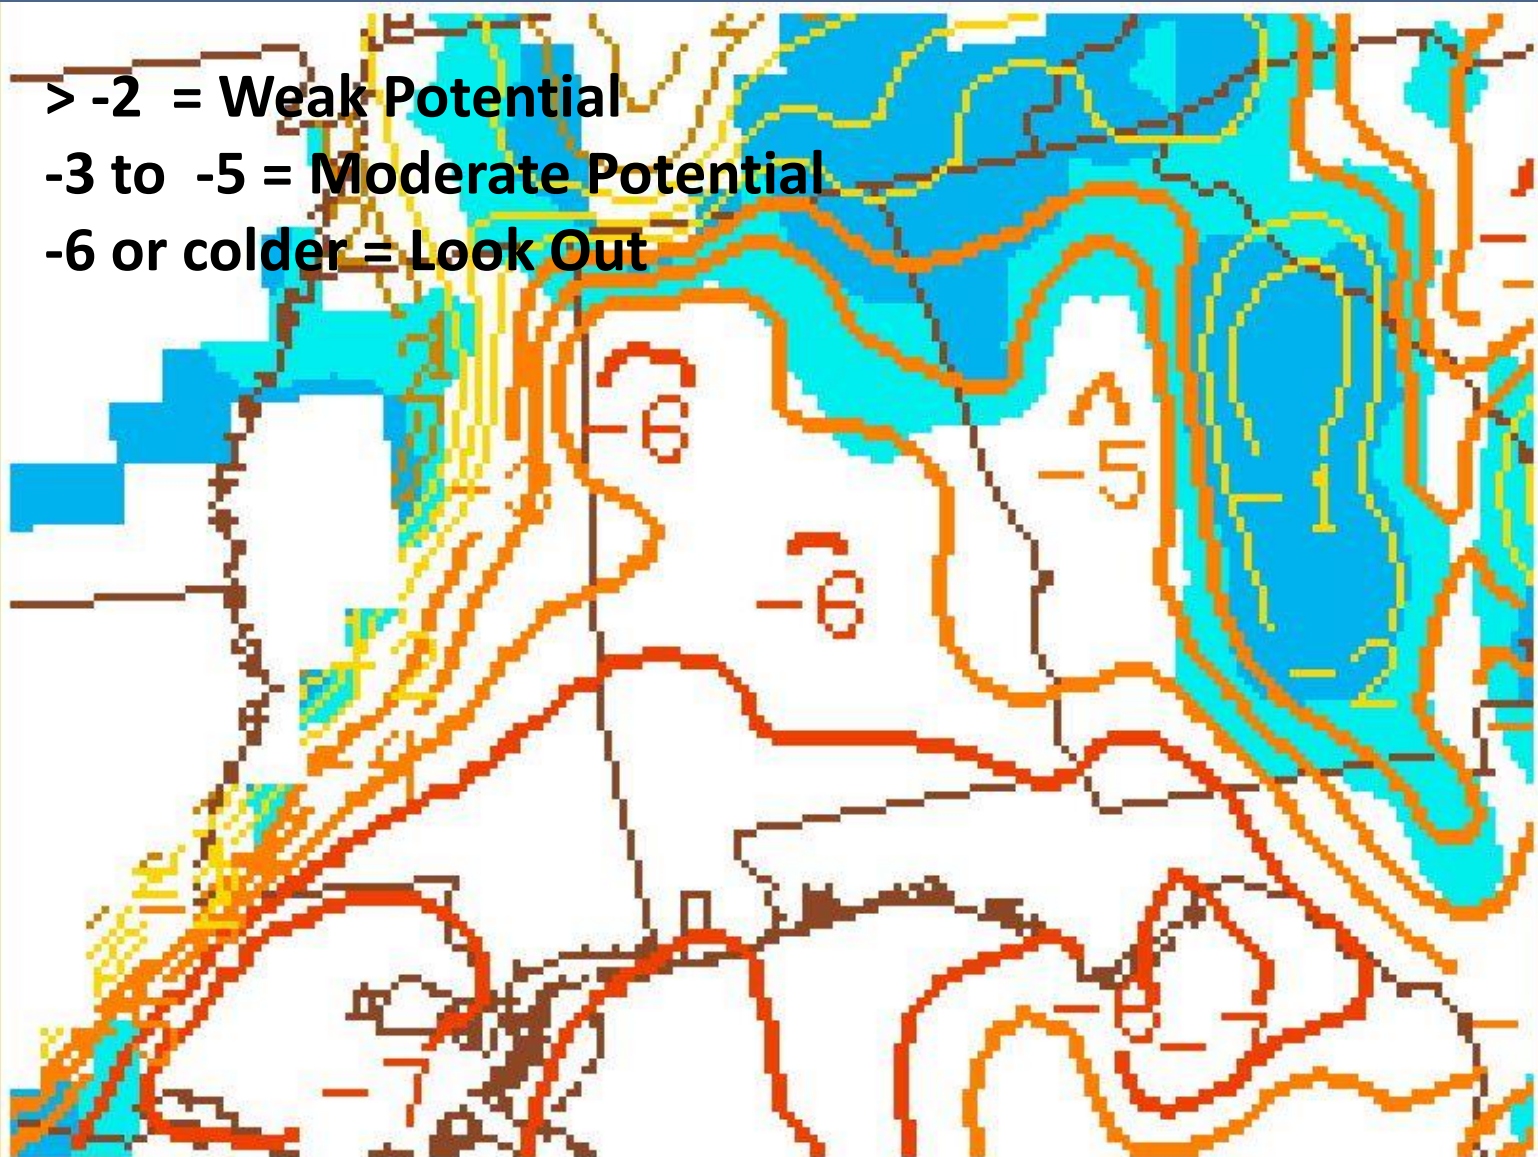 > -2 = Weak Potential
-3 to -5 = Moderate Potential
-6 or colder = Look Out
-6
-5
-1
-6
-2
-7